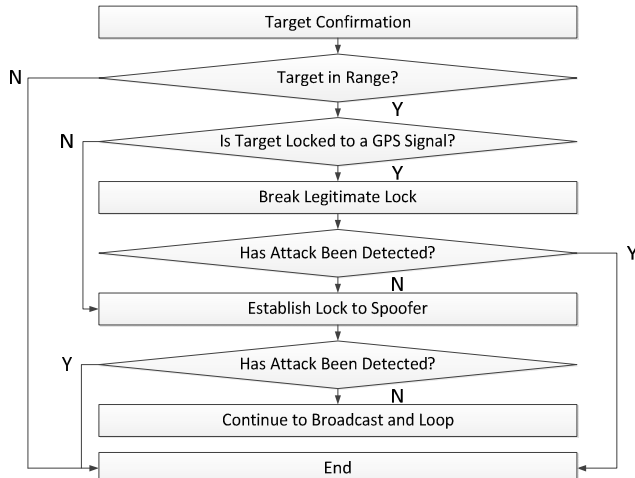 Target Confirmation
N
Target in Range?
Y
N
Is Target Locked to a GPS Signal?
Y
Break Legitimate Lock
Has Attack Been Detected?
Y
N
Establish Lock to Spoofer
Y
Has Attack Been Detected?
N
Continue to Broadcast and Loop
End